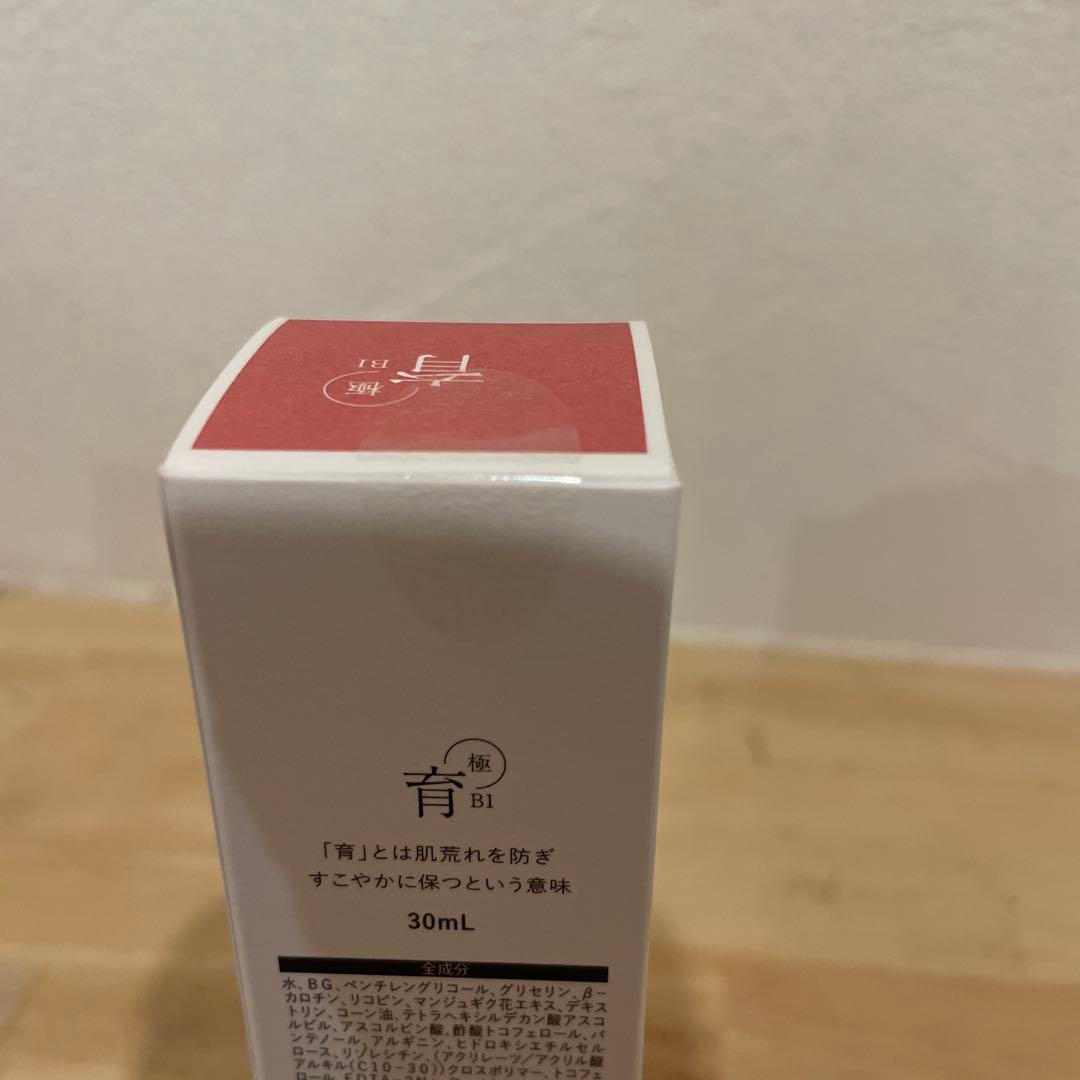 育
極
B1
極
育
B1
「育」とは肌荒れを防ぎ
すこやかに保つという意味
30mL
全成分
水、BG、ペンチレングリコール、グリセリン、β-
カロチン、リコピン、マンジュギク花エキス、デキス
トリン、コーン油、テトラヘキシルデカン酸アスコ
ルビル、アスコルビン酸、酢酸トコフェロール、パ
ンテノール、アルギニン、ヒドロキシエチルセル
ロース、リゾレシチン、(アクリレーツ/アクリル酸
アルキル(C10-30))クロスポリマー、トコフェ
ロール、EDTA-2N